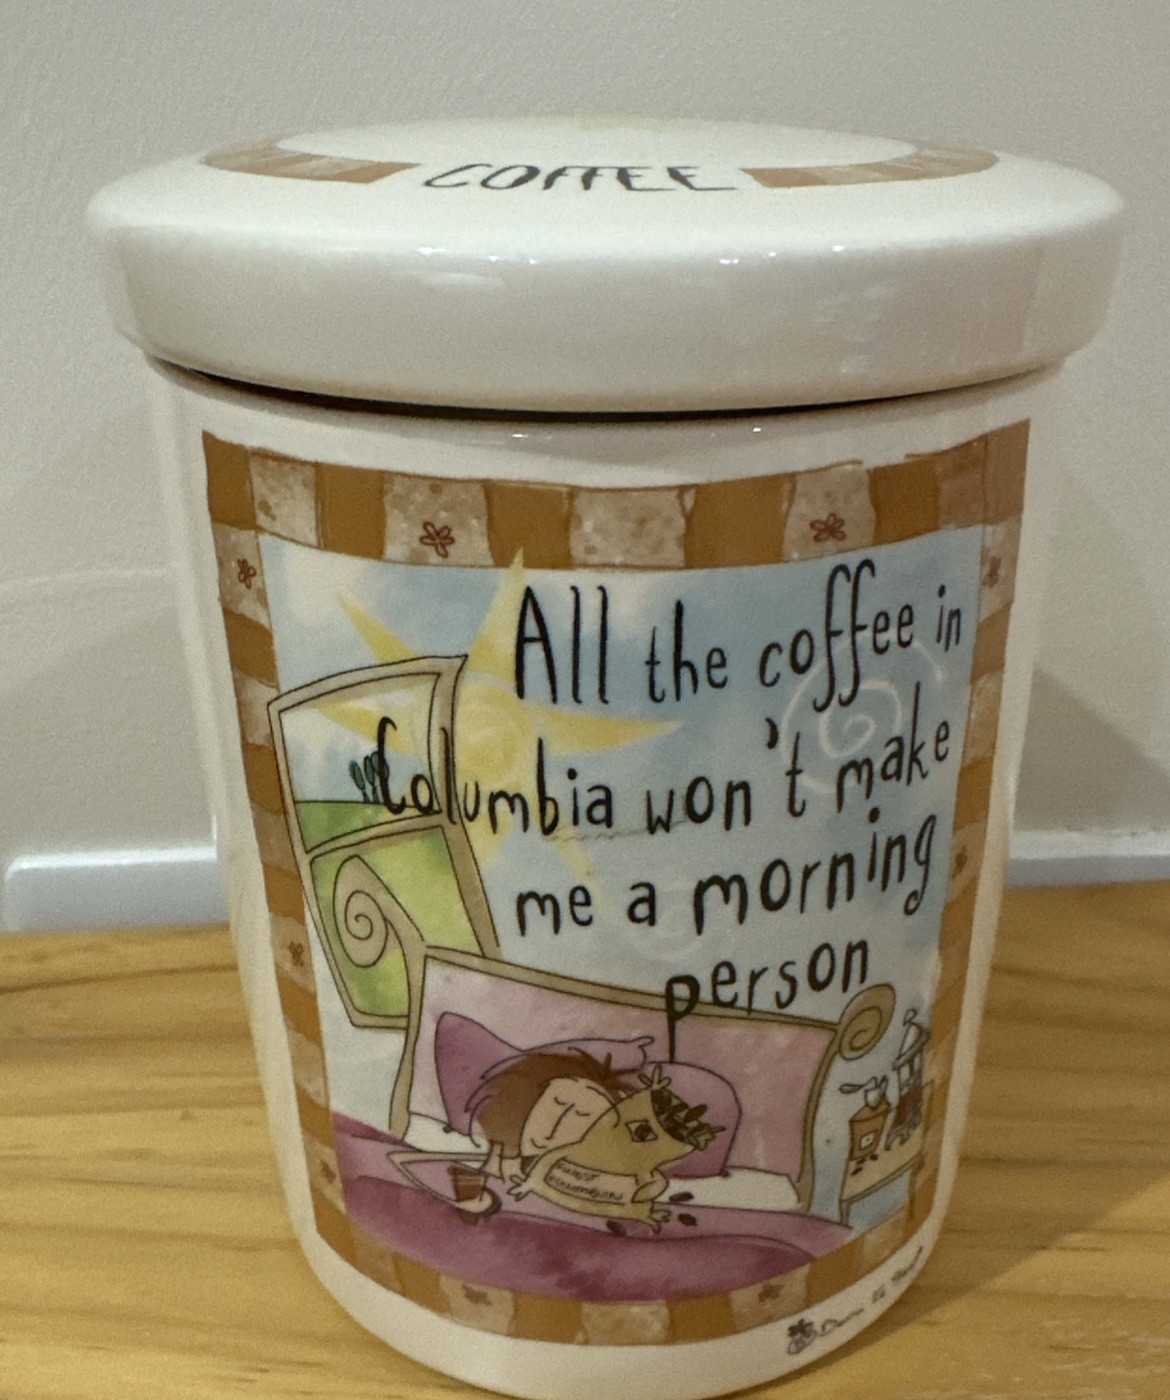 COFFEE
All the coffee in
Columbia won't make
me a morning
person